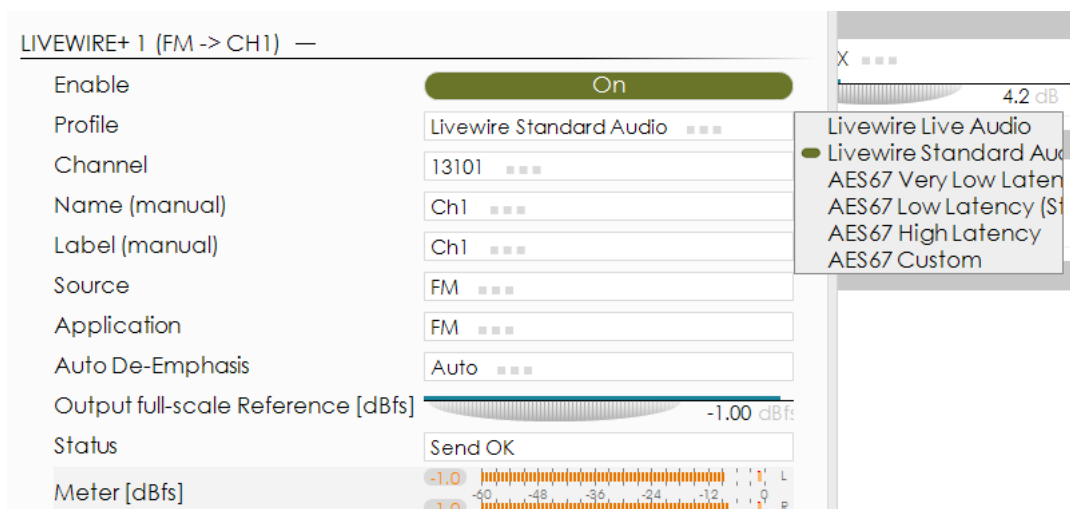 LIVEWIRE+ 1 (FM -> CH1) —
X
Enable On
4.2 dB
Profile Livewire Standard Audio
Livewire Live Audio
Livewire Standard Au
AES67 Very Low Laten
AES67 Low Latency (St
AES67 High Latency
AES67 Custom
Channel 13101
Name (manual) Ch1
Label (manual) Ch1
Source FM
Application FM
Auto De-Emphasis Auto
Output full-scale Reference [dBfs] -1.00 dBfs
Status Send OK
Meter [dBfs] -1.0 L
-60 -48 -36 -24 -12 0
-1.0 R